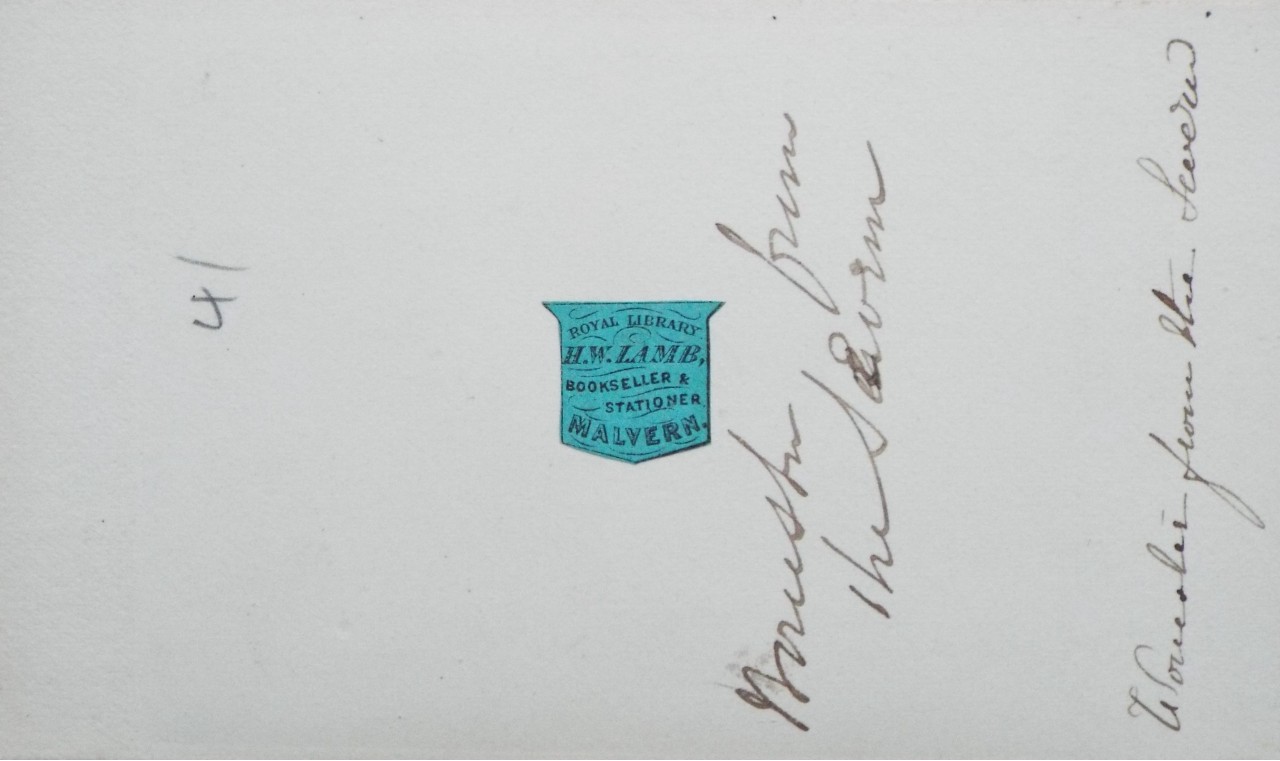 41
ROYAL LIBRARY
H.W. LAMB,
BOOKSELLER &
STATIONER
MALVERN.
Worcester from
the Severn
Worcester from the Severn